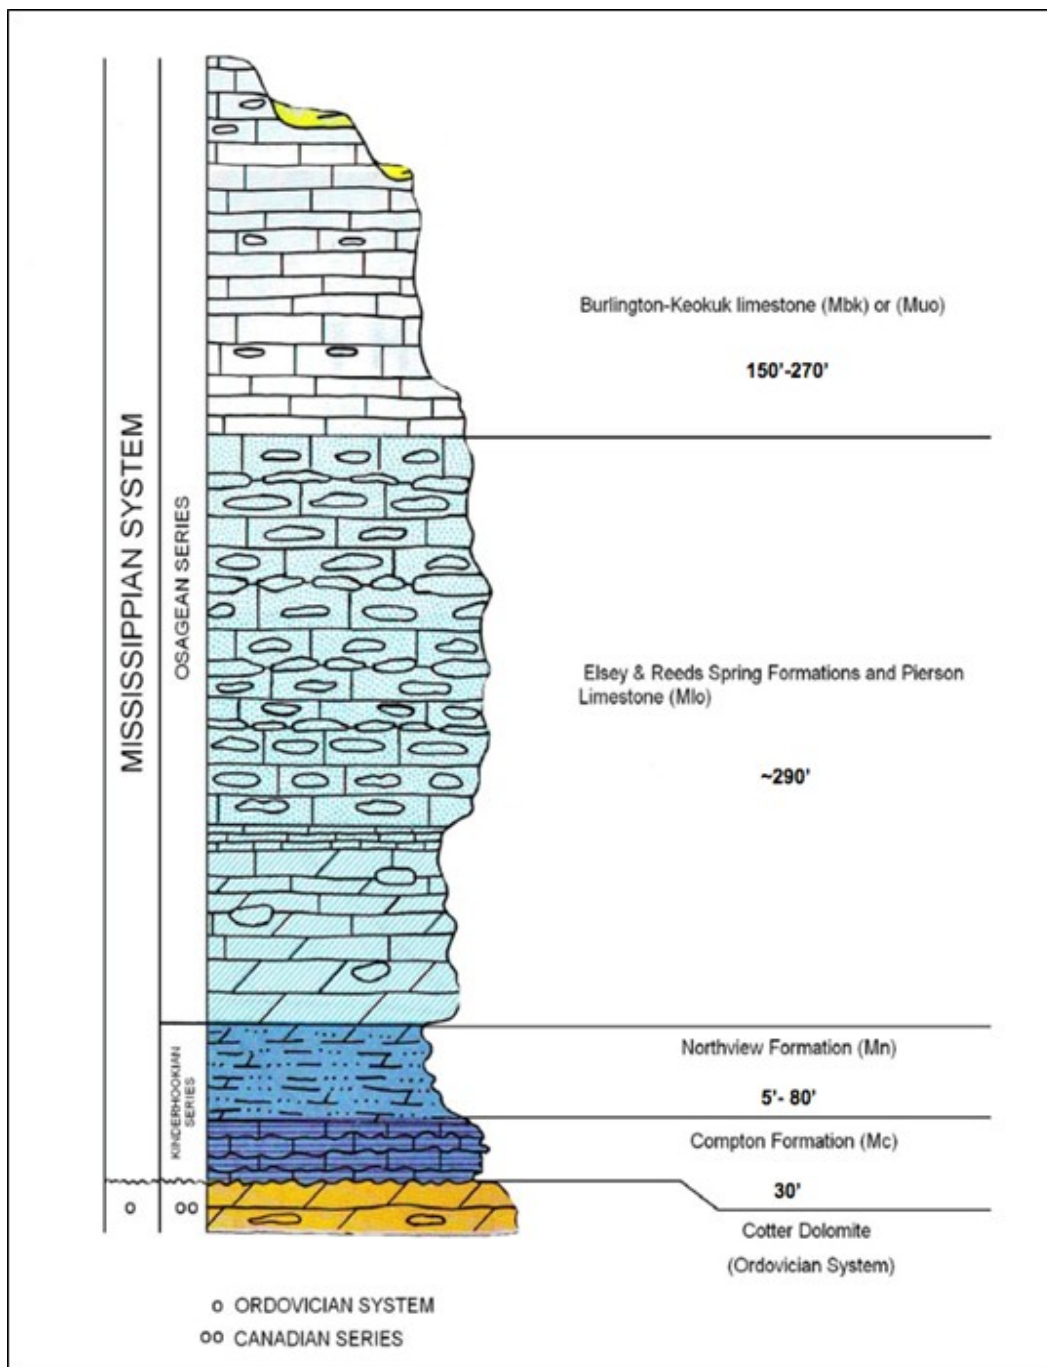 MISSISSIPPIAN SYSTEM
OSAGEAN SERIES
Burlington-Keokuk limestone (Mbk) or (Muo)
150'-270'
Elsey & Reeds Spring Formations and Pierson
Limestone (Mlo)
~290'
KINDERHOOKIAN
SERIES
Northview Formation (Mn)
5'- 80'
Compton Formation (Mc)
30'
O
OO
Cotter Dolomite
(Ordovician System)
O ORDOVICIAN SYSTEM
OO CANADIAN SERIES